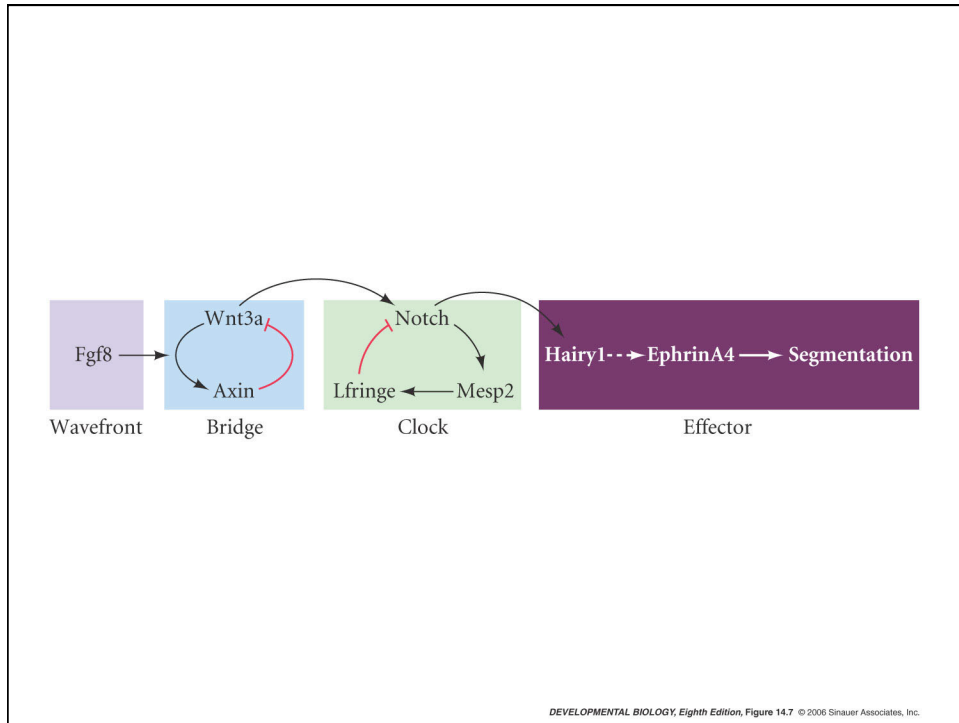 Wnt3a
Notch
Fgf8
Hairy1
EphrinA4
Segmentation
Axin
Lfringe
Mesp2
Wavefront
Bridge
Clock
Effector
DEVELOPMENTAL BIOLOGY, Eighth Edition, Figure 14.7 © 2006 Sinauer Associates, Inc.